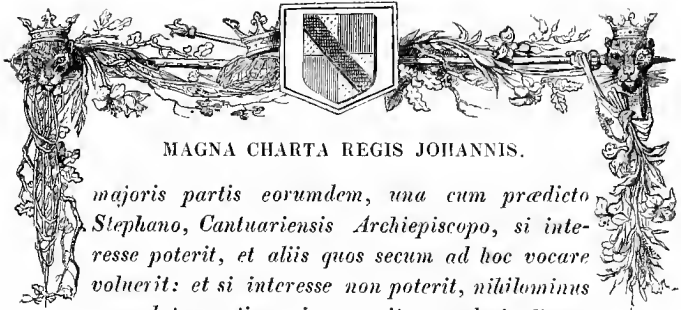 MAGNA CHARTA REGIS JOHANNIS.
majoris partis eorumdem, una cum prædicto
Stephano, Cantuariensis Archiepiscopo, si inte-
resse poterit, et aliis quos secum ad hoc vocare
voluerit: et si interesse non poterit, nihilominus